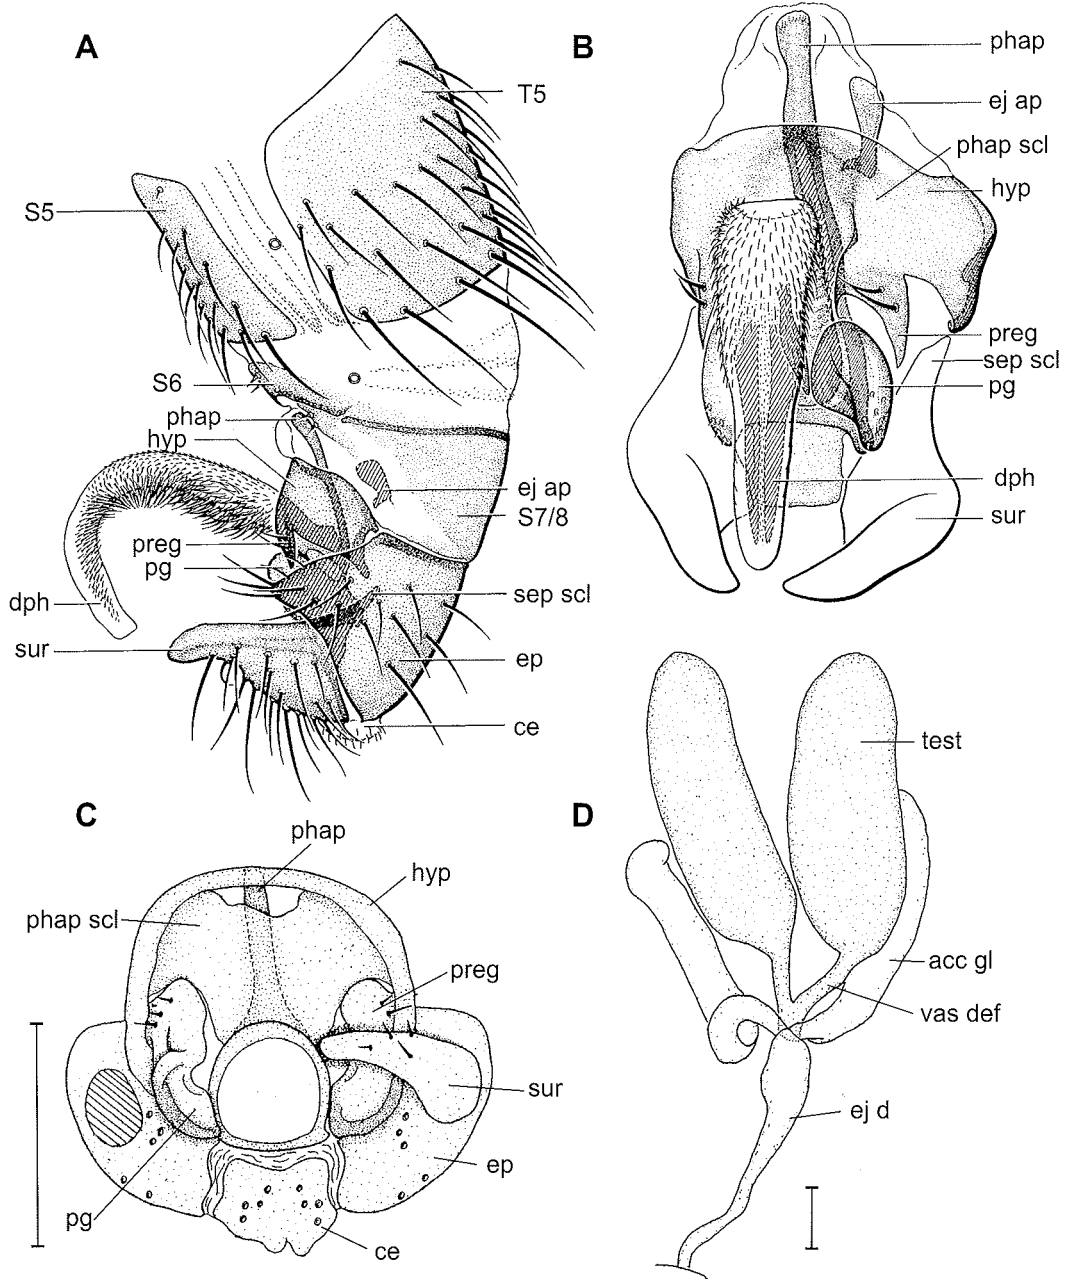 A
T5
S5
S6
phap
hyp
ej ap
S7/8
preg
pg
dph
sep scl
sur
ep
ce
B
phap
ej ap
phap scl
hyp
preg
sep scl
pg
dph
sur
C
phap
hyp
phap scl
preg
sur
ep
pg
ce
D
test
acc gl
vas def
ej d